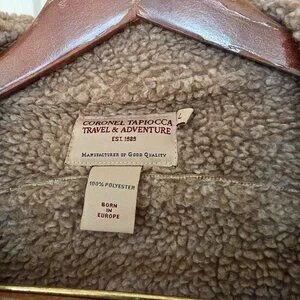 CORONEL TAPIOCCA
TRAVEL & ADVENTURE
EST. 1989
MANUFACTURER OF GOOD QUALITY
L
100% POLYESTER
BORN
IN
EUROPE